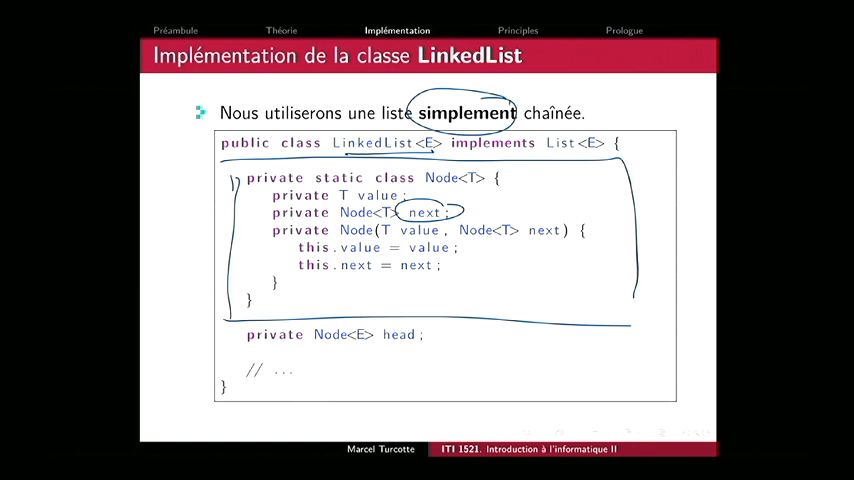 Préambule Théorie Implémentation Principles Prologue
Implémentation de la classe LinkedList
Nous utiliserons une liste simplement chaînée.
public class LinkedList<E> implements List<E> {
private static class Node<T> {
private T value;
private Node<T> next;
private Node(T value, Node<T> next) {
this.value = value;
this.next = next;
}
}
private Node<E> head;
// ...
}
Marcel Turcotte ITI 1521. Introduction à l'informatique II